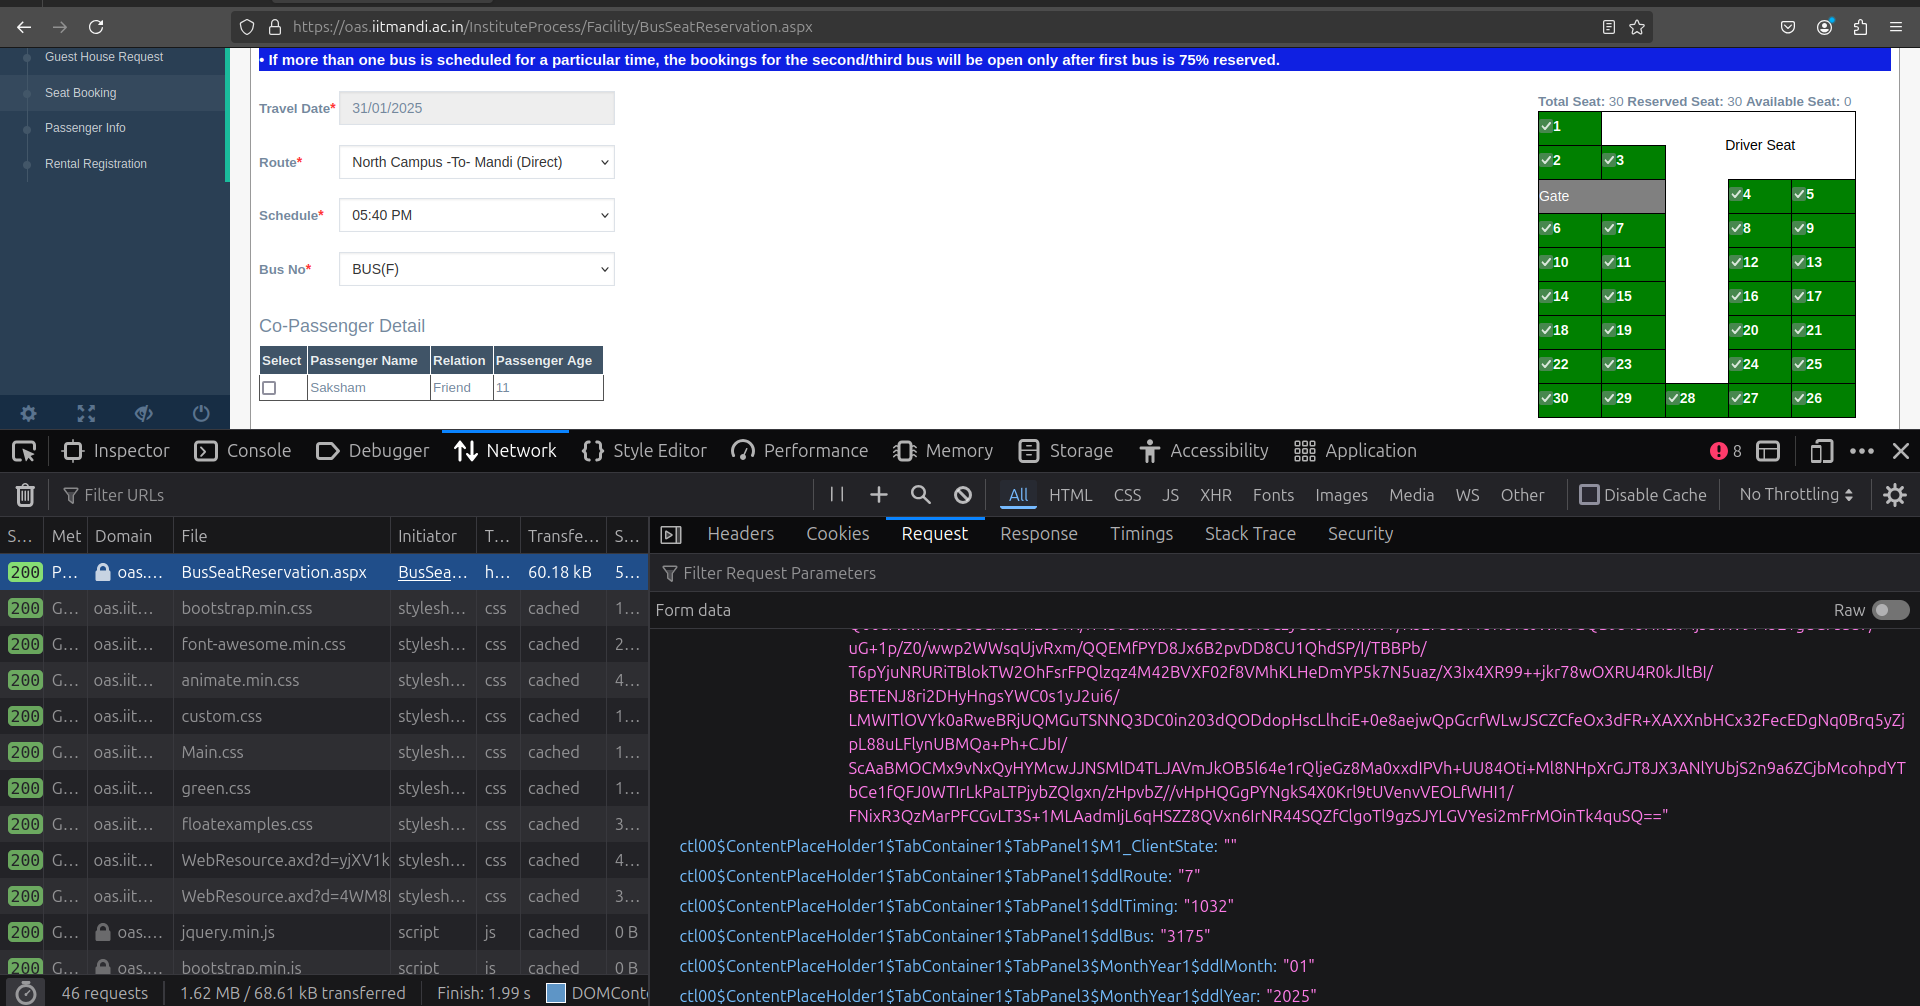 https://oas.iitmandi.ac.in/InstituteProcess/Facility/BusSeatReservation.aspx
Guest House Request
Seat Booking
Passenger Info
Rental Registration
• If more than one bus is scheduled for a particular time, the bookings for the second/third bus will be open only after first bus is 75% reserved.
Travel Date* 31/01/2025
Route* North Campus -To- Mandi (Direct)
Schedule* 05:40 PM
Bus No* BUS(F)
Co-Passenger Detail
Select Passenger Name Relation Passenger Age
Saksham Friend 11
Total Seat: 30 Reserved Seat: 30 Available Seat: 0
1
Driver Seat
2 3
Gate 4 5
6 7 8 9
10 11 12 13
14 15 16 17
18 19 20 21
22 23 24 25
30 29 28 27 26
Inspector Console Debugger Network Style Editor Performance Memory Storage Accessibility Application 8
Filter URLs All HTML CSS JS XHR Fonts Images Media WS Other Disable Cache No Throttling
S... Met Domain File Initiator T... Transfe... S...
200 P... oas.... BusSeatReservation.aspx BusSea... h... 60.18 kB 5...
200 G... oas.iit... bootstrap.min.css stylesh... css cached 1...
200 G... oas.iit... font-awesome.min.css stylesh... css cached 2...
200 G... oas.iit... animate.min.css stylesh... css cached 4...
200 G... oas.iit... custom.css stylesh... css cached 1...
200 G... oas.iit... Main.css stylesh... css cached 1...
200 G... oas.iit... green.css stylesh... css cached 1...
200 G... oas.iit... floatexamples.css stylesh... css cached 3...
200 G... oas.iit... WebResource.axd?d=yjXV1k stylesh... css cached 4...
200 G... oas.iit... WebResource.axd?d=4WM8 stylesh... css cached 3...
200 G... oas.... jquery.min.js script js cached 0 B
200 G... oas.... bootstrap.min.js script js cached 0 B
46 requests 1.62 MB / 68.61 kB transferred Finish: 1.99 s DOMConte
Headers Cookies Request Response Timings Stack Trace Security
Filter Request Parameters
Form data Raw
uG+1p/Z0/wwp2WWsqUjvRxm/QQEMfPYD8Jx6B2pvDD8CU1QhdSP/I/TBBPb/
T6pYjuNRURiTBlokTW2OhFsrFPQlzqz4M42BVXF02f8VMhKLHeDmYP5k7N5uaz/X3Ix4XR99++jkr78wOXRU4R0kJltBI/
BETENJ8ri2DHyHngsYWC0s1yJ2ui6/
LMWITlOVYk0aRweBRjUQMGuTSNNQ3DC0in203dQODdopHscLlhciE+0e8aejwQpGcrfWLwJSCZCfeOx3dFR+XAXXnbHCx32FecEDgNq0Brq5yZj
pL88uLFlynUBMQa+Ph+CJbI/
ScAaBMOCMx9vNxQyHYMcwJJNSMlD4TLJAVmJkOB5l64e1rQljeGz8Ma0xxdIPVh+UU84Oti+Ml8NHpXrGJT8JX3ANlYUbjS2n9a6ZCjbMcohpdYT
bCe1fQFJ0WTIrLkPaLTPjybZQlgxn/zHpvbZ//vHpHQGgPYNgkS4X0Krl9tUVenvVEOLfWHI1/
FNixR3QzMarPFCGvLT3S+1MLAadmIjL6qHSZZ8QVxn6IrNR44SQZfClgoTl9gzSJYLGVYesi2mFrMOinTk4quSQ=="
ctl00$ContentPlaceHolder1$TabContainer1$TabPanel1$M1_ClientState: ""
ctl00$ContentPlaceHolder1$TabContainer1$TabPanel1$ddlRoute: "7"
ctl00$ContentPlaceHolder1$TabContainer1$TabPanel1$ddlTiming: "1032"
ctl00$ContentPlaceHolder1$TabContainer1$TabPanel1$ddlBus: "3175"
ctl00$ContentPlaceHolder1$TabContainer1$TabPanel3$MonthYear1$ddlMonth: "01"
ctl00$ContentPlaceHolder1$TabContainer1$TabPanel3$MonthYear1$ddlYear: "2025"